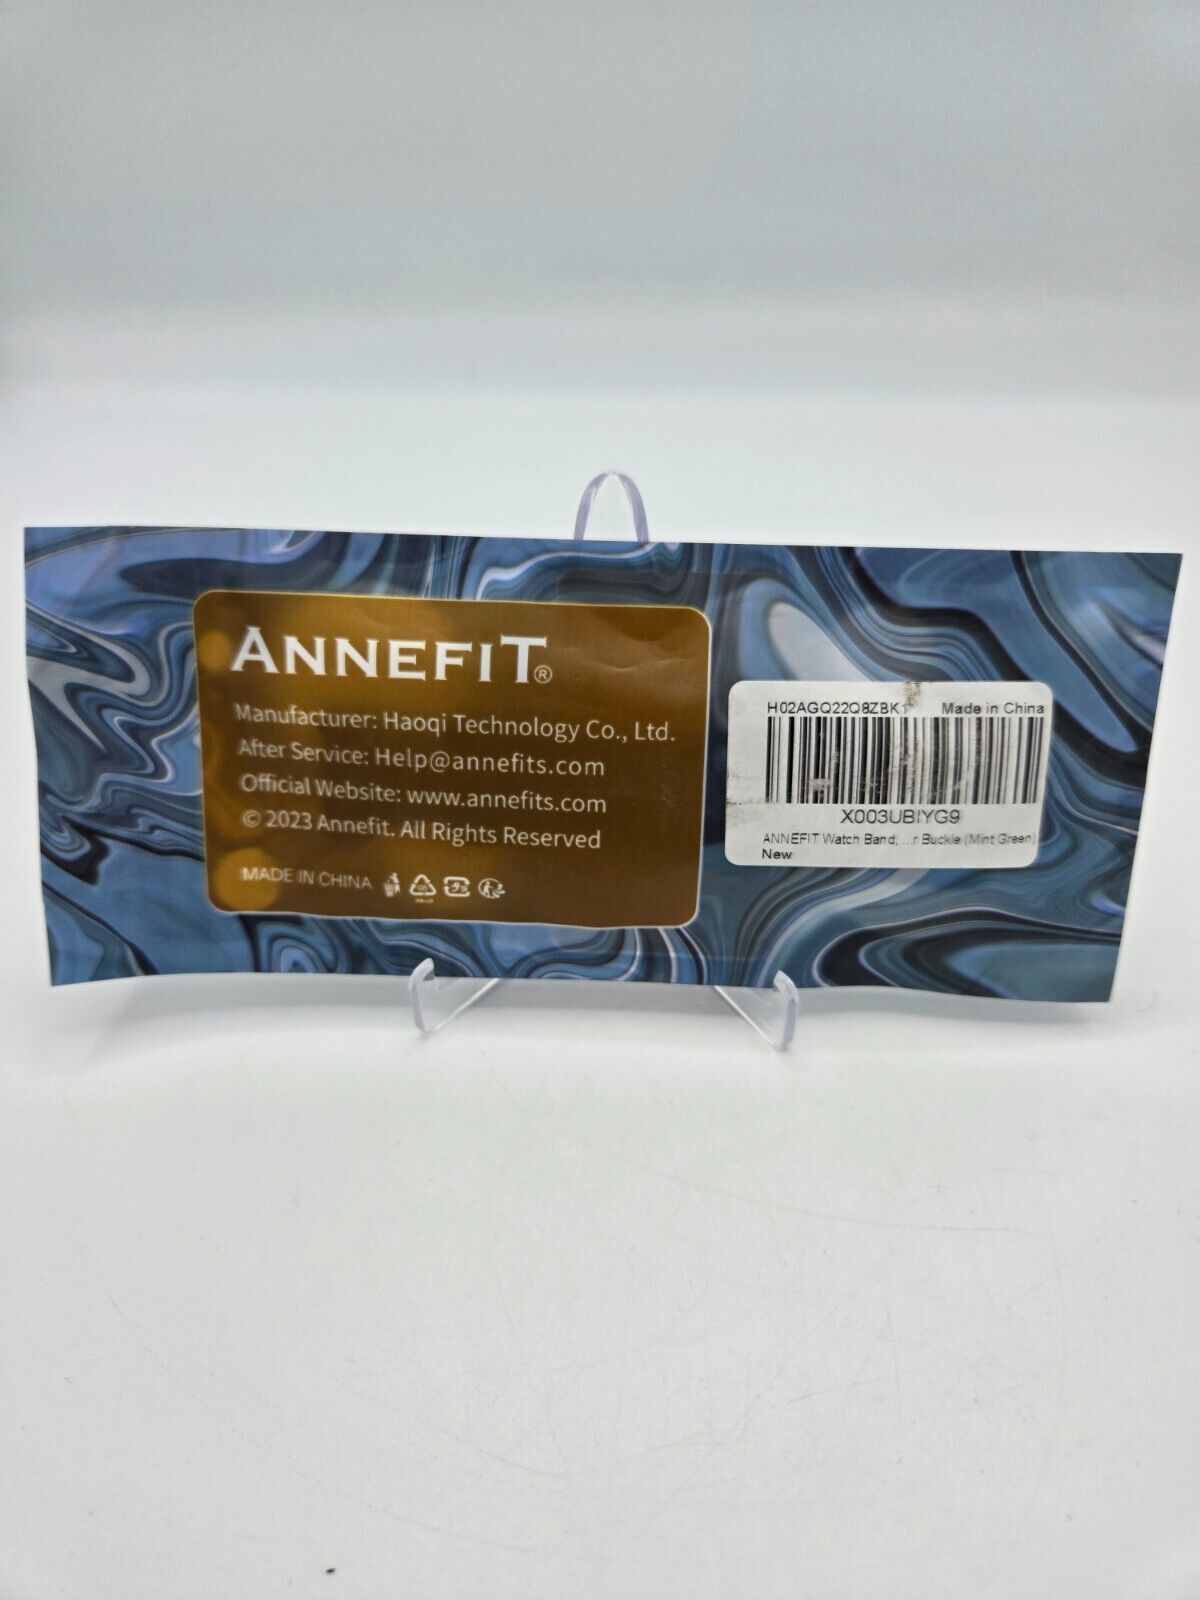 ANNEFIT®
Manufacturer: Haoqi Technology Co., Ltd.
After Service: Help@annefits.com
Official Website: www.annefits.com
© 2023 Annefit. All Rights Reserved
MADE IN CHINA
H02AGQ22Q8ZBK1 Made in China
X003UBIYG9
ANNEFIT Watch Band, ...r Buckle (Mint Green)
New